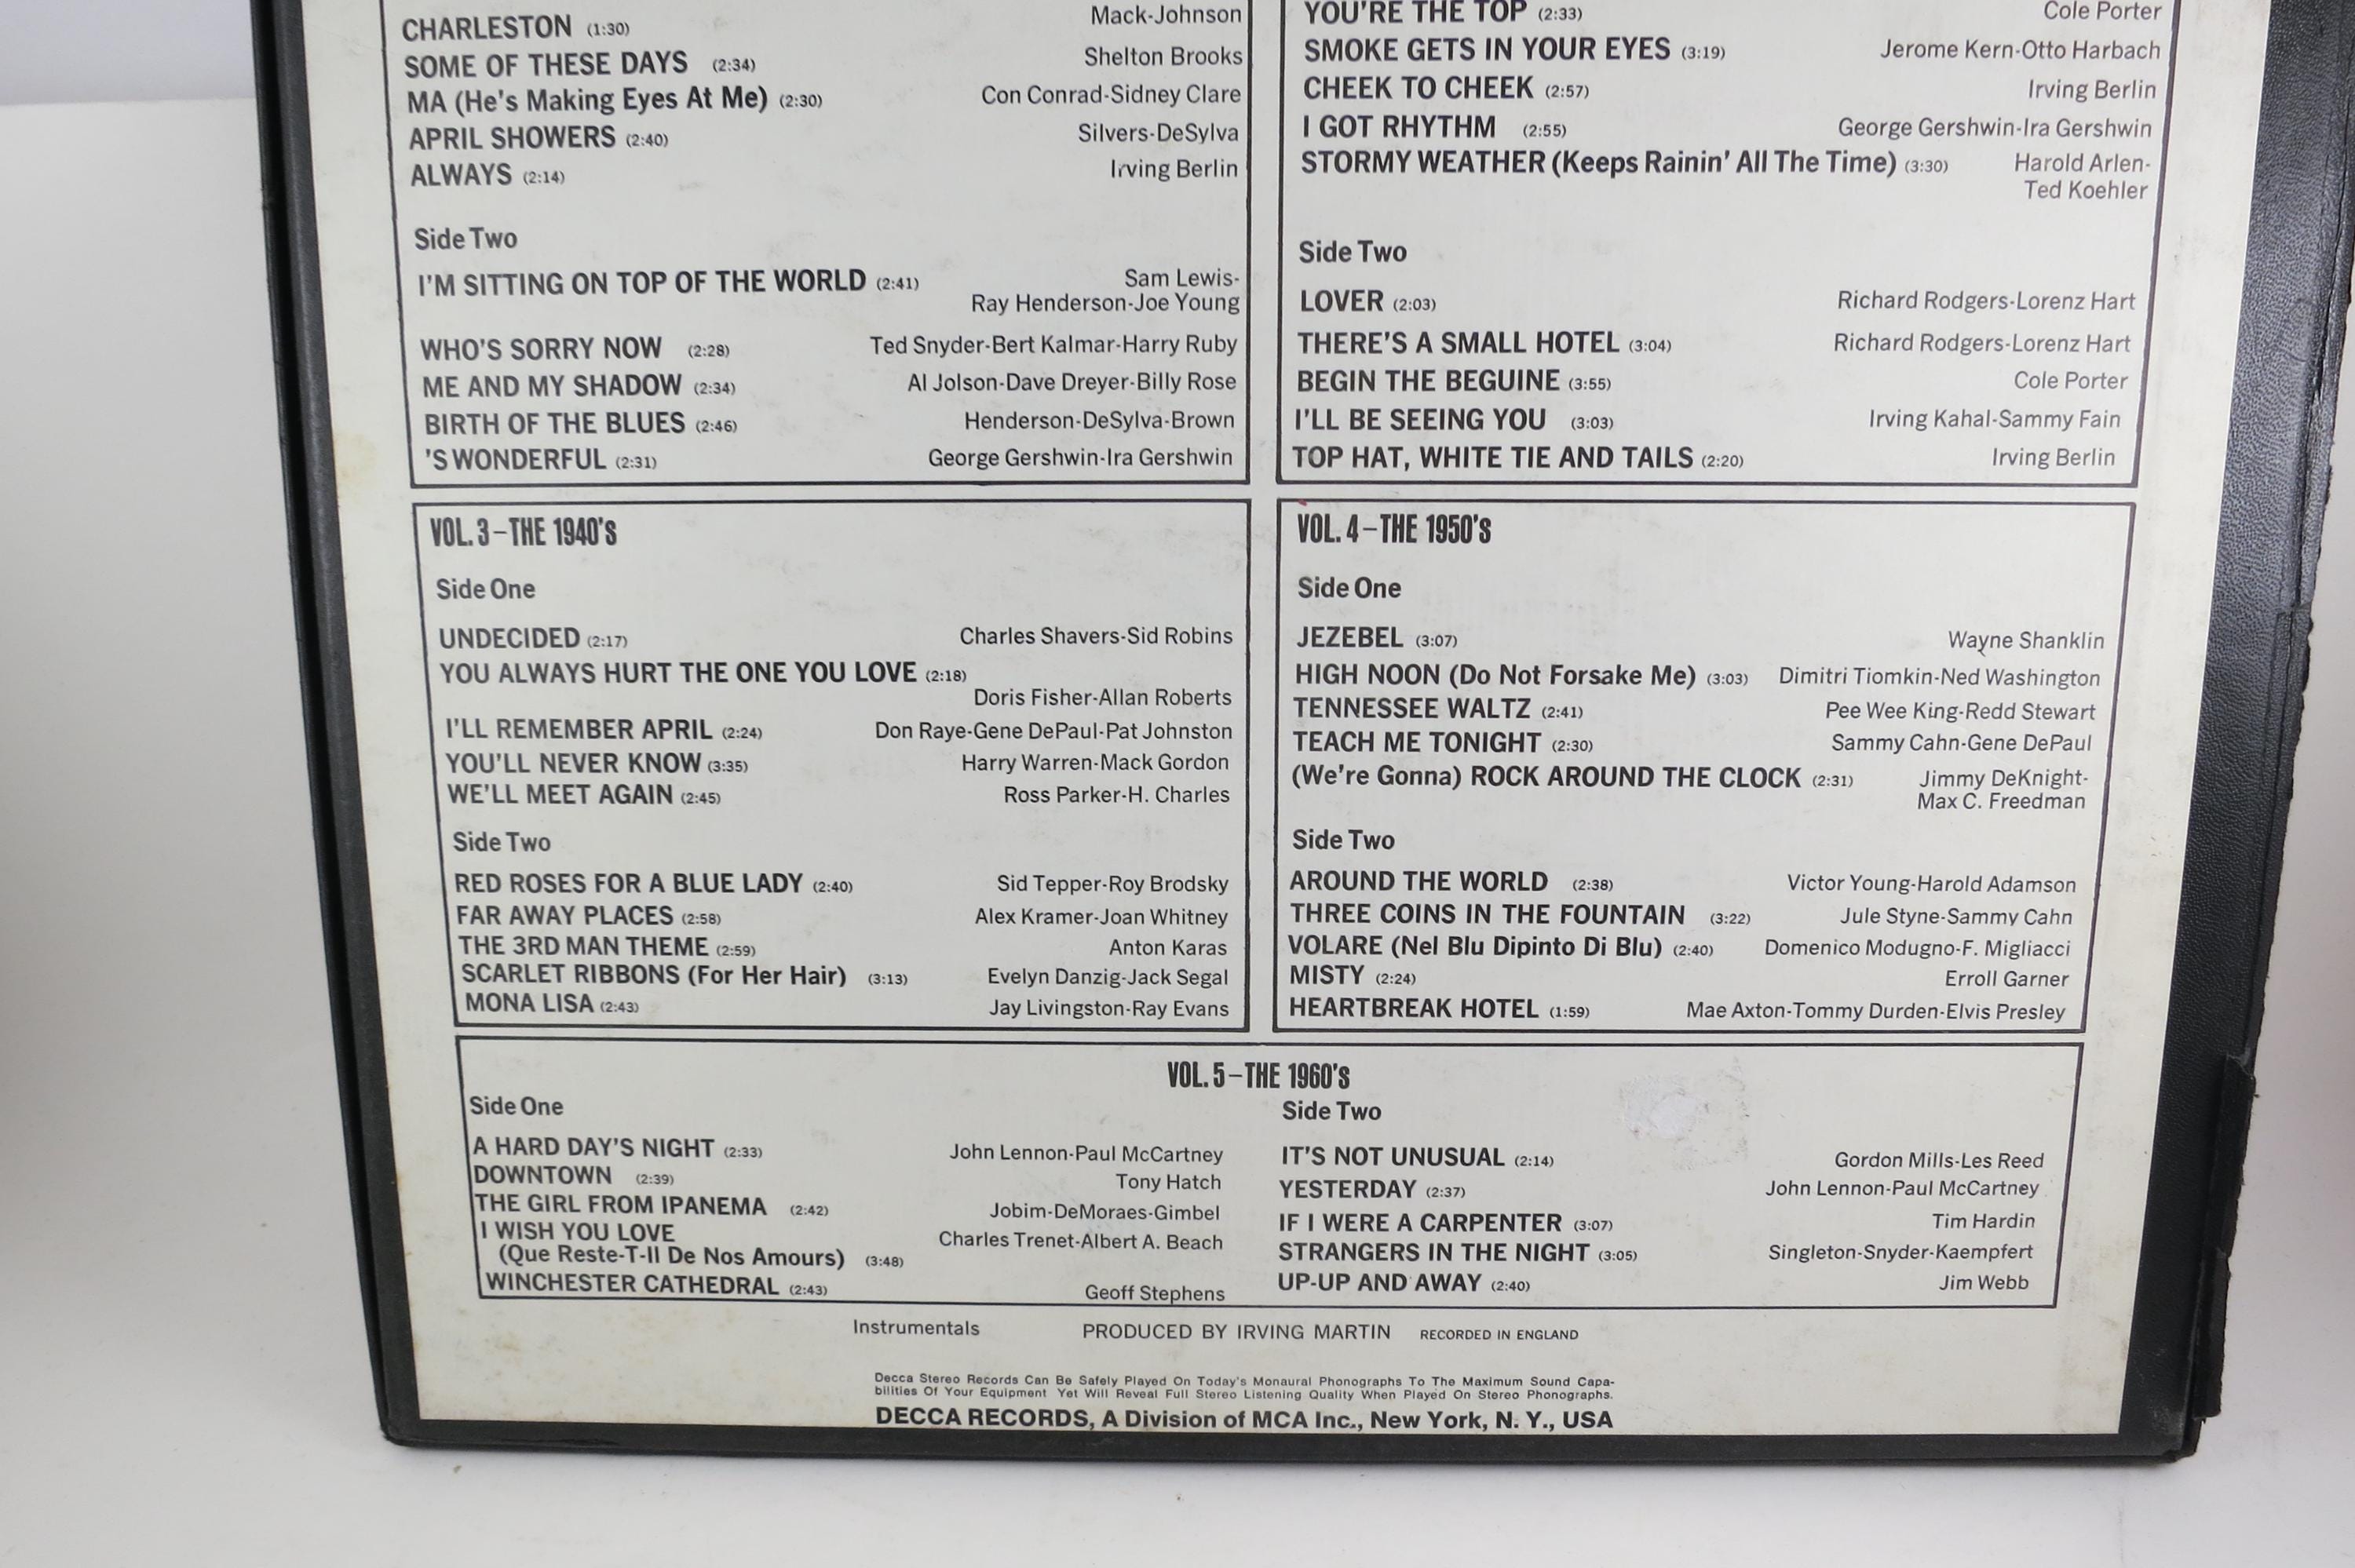 CHARLESTON (1:30) Mack-Johnson
SOME OF THESE DAYS (2:34) Shelton Brooks
MA (He's Making Eyes At Me) (2:30) Con Conrad-Sidney Clare
APRIL SHOWERS (2:40) Silvers-DeSylva
ALWAYS (2:14) Irving Berlin
Side Two
I'M SITTING ON TOP OF THE WORLD (2:41) Sam Lewis-
Ray Henderson-Joe Young
WHO'S SORRY NOW (2:28) Ted Snyder-Bert Kalmar-Harry Ruby
ME AND MY SHADOW (2:34) Al Jolson-Dave Dreyer-Billy Rose
BIRTH OF THE BLUES (2:46) Henderson-DeSylva-Brown
'S WONDERFUL (2:31) George Gershwin-Ira Gershwin
YOU'RE THE TOP (2:33) Cole Porter
SMOKE GETS IN YOUR EYES (3:19) Jerome Kern-Otto Harbach
CHEEK TO CHEEK (2:57) Irving Berlin
I GOT RHYTHM (2:55) George Gershwin-Ira Gershwin
STORMY WEATHER (Keeps Rainin' All The Time) (3:30) Harold Arlen-
Ted Koehler
Side Two
LOVER (2:03) Richard Rodgers-Lorenz Hart
THERE'S A SMALL HOTEL (3:04) Richard Rodgers-Lorenz Hart
BEGIN THE BEGUINE (3:55) Cole Porter
I'LL BE SEEING YOU (3:03) Irving Kahal-Sammy Fain
TOP HAT, WHITE TIE AND TAILS (2:20) Irving Berlin
VOL. 3-THE 1940's
Side One
UNDECIDED (2:17) Charles Shavers-Sid Robins
YOU ALWAYS HURT THE ONE YOU LOVE (2:18)
Doris Fisher-Allan Roberts
I'LL REMEMBER APRIL (2:24) Don Raye-Gene DePaul-Pat Johnston
YOU'LL NEVER KNOW (3:35) Harry Warren-Mack Gordon
WE'LL MEET AGAIN (2:45) Ross Parker-H. Charles
Side Two
RED ROSES FOR A BLUE LADY (2:40) Sid Tepper-Roy Brodsky
FAR AWAY PLACES (2:58) Alex Kramer-Joan Whitney
THE 3RD MAN THEME (2:59) Anton Karas
SCARLET RIBBONS (For Her Hair) (3:13) Evelyn Danzig-Jack Segal
MONA LISA (2:43) Jay Livingston-Ray Evans
VOL. 4-THE 1950's
Side One
JEZEBEL (3:07) Wayne Shanklin
HIGH NOON (Do Not Forsake Me) (3:03) Dimitri Tiomkin-Ned Washington
TENNESSEE WALTZ (2:41) Pee Wee King-Redd Stewart
TEACH ME TONIGHT (2:30) Sammy Cahn-Gene DePaul
(We're Gonna) ROCK AROUND THE CLOCK (2:31) Jimmy DeKnight-
Max C. Freedman
Side Two
AROUND THE WORLD (2:38) Victor Young-Harold Adamson
THREE COINS IN THE FOUNTAIN (3:22) Jule Styne-Sammy Cahn
VOLARE (Nel Blu Dipinto Di Blu) (2:40) Domenico Modugno-F. Migliacci
MISTY (2:24) Erroll Garner
HEARTBREAK HOTEL (1:59) Mae Axton-Tommy Durden-Elvis Presley
VOL. 5-THE 1960's
Side One
A HARD DAY'S NIGHT (2:33) John Lennon-Paul McCartney
DOWNTOWN (2:39) Tony Hatch
THE GIRL FROM IPANEMA (2:42) Jobim-DeMoraes-Gimbel
I WISH YOU LOVE
(Que Reste-T-Il De Nos Amours) (3:48) Charles Trenet-Albert A. Beach
WINCHESTER CATHEDRAL (2:43) Geoff Stephens
Side Two
IT'S NOT UNUSUAL (2:14) Gordon Mills-Les Reed
YESTERDAY (2:37) John Lennon-Paul McCartney
IF I WERE A CARPENTER (3:07) Tim Hardin
STRANGERS IN THE NIGHT (3:05) Singleton-Snyder-Kaempfert
UP-UP AND AWAY (2:40) Jim Webb
Instrumentals PRODUCED BY IRVING MARTIN RECORDED IN ENGLAND
Decca Stereo Records Can Be Safely Played On Today's Monaural Phonographs To The Maximum Sound Capa-
bilities Of Your Equipment Yet Will Reveal Full Stereo Listening Quality When Played On Stereo Phonographs.
DECCA RECORDS, A Division of MCA Inc., New York, N. Y., USA